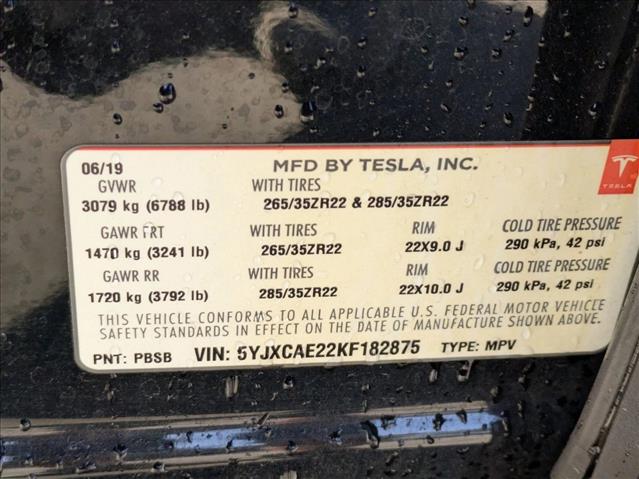 06/19 MFD BY TESLA, INC.
TESLA
GVWR WITH TIRES
3079 kg (6788 lb) 265/35ZR22 & 285/35ZR22
GAWR FRT WITH TIRES RIM COLD TIRE PRESSURE
1470 kg (3241 lb) 265/35ZR22 22X9.0 J 290 kPa, 42 psi
GAWR RR WITH TIRES RIM COLD TIRE PRESSURE
1720 kg (3792 lb) 285/35ZR22 22X10.0 J 290 kPa, 42 psi
THIS VEHICLE CONFORMS TO ALL APPLICABLE U.S. FEDERAL MOTOR VEHICLE
SAFETY STANDARDS IN EFFECT ON THE DATE OF MANUFACTURE SHOWN ABOVE.
PNT: PBSB VIN: 5YJXCAE22KF182875 TYPE: MPV